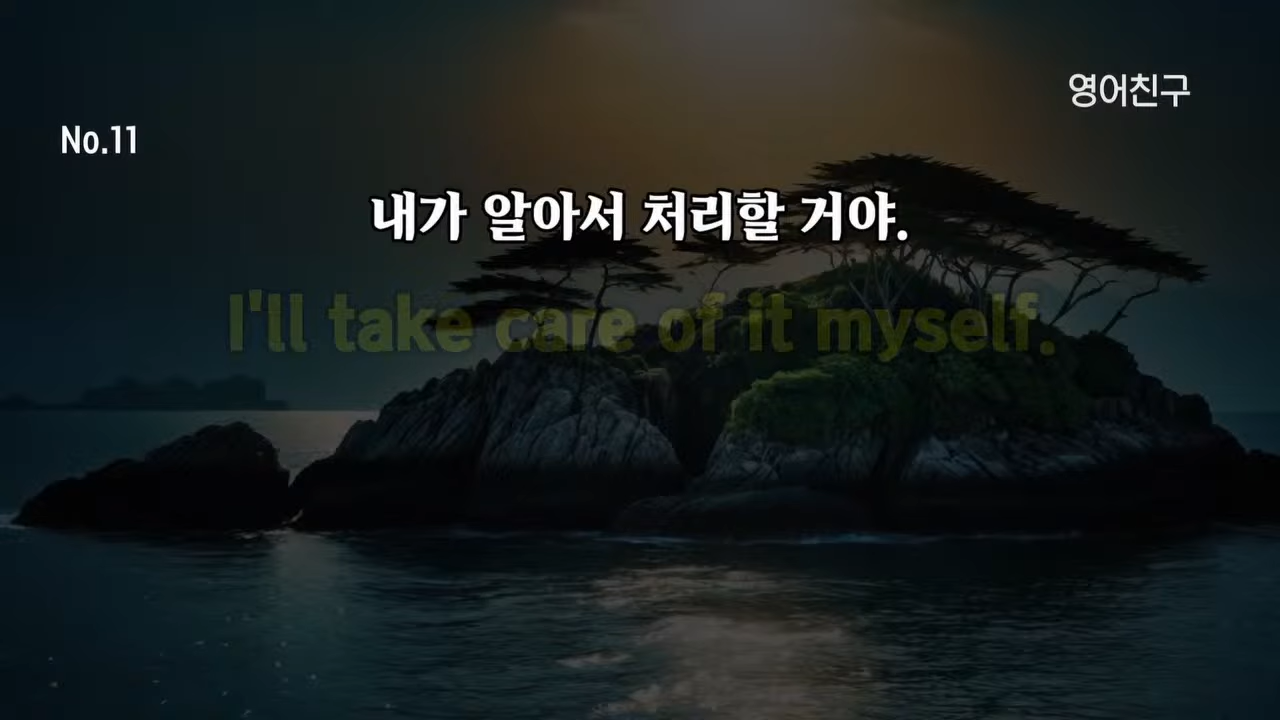 영어친구
No.11
내가 알아서 처리할 거야.
I'll take care of it myself.